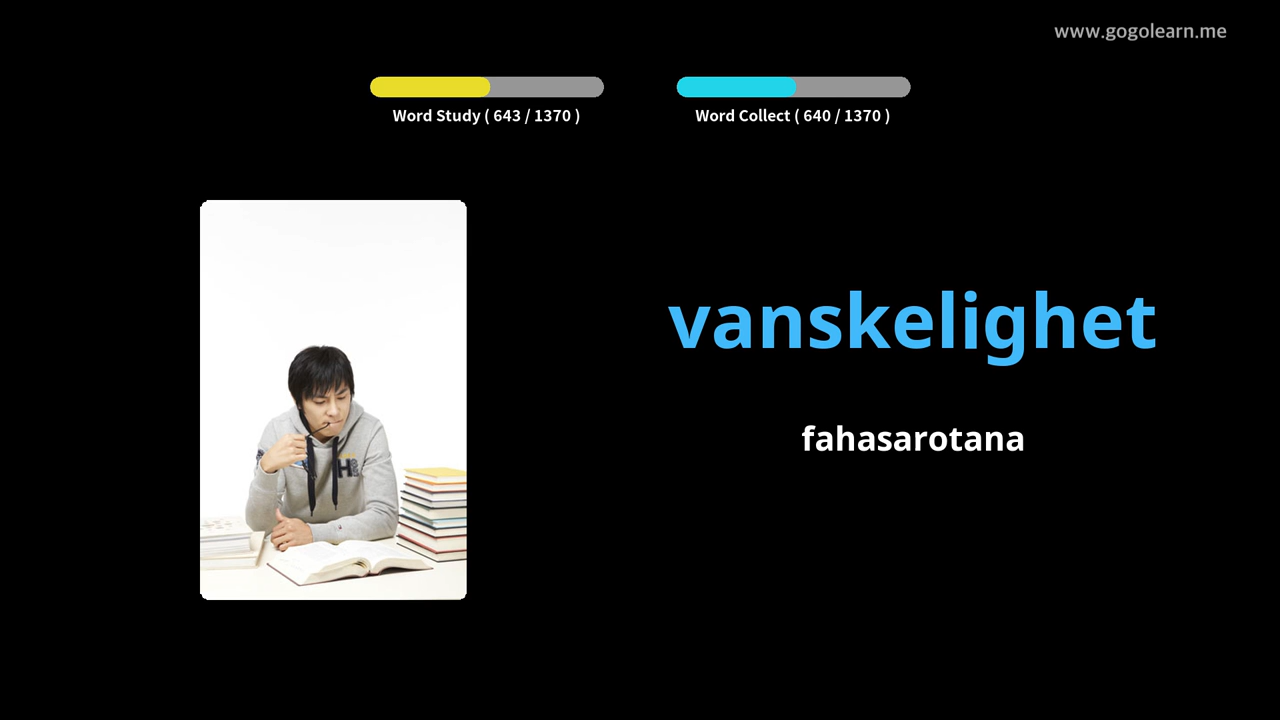 www.gogolearn.me
Word Study ( 643 / 1370 )
Word Collect ( 640 / 1370 )
vanskelighet
fahasarotana
H